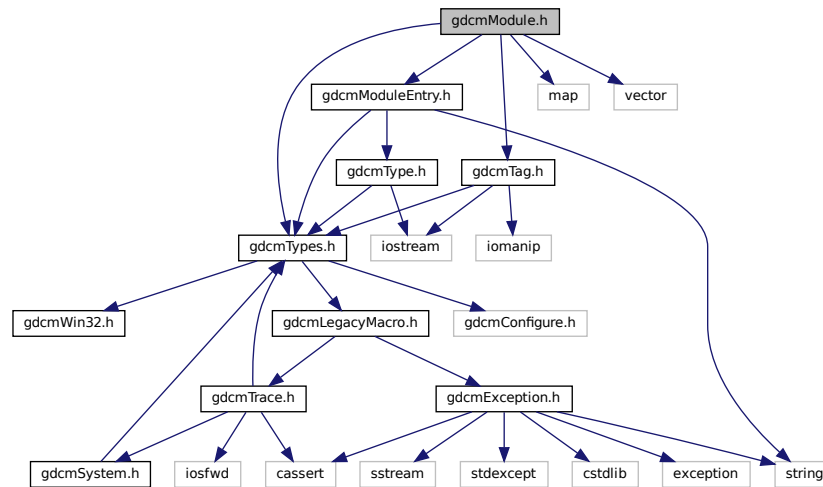 gdcmModule.h
gdcmModuleEntry.h
map
vector
gdcmType.h
gdcmTag.h
gdcmTypes.h
iostream
iomanip
gdcmWin32.h
gdcmLegacyMacro.h
gdcmConfigure.h
gdcmTrace.h
gdcmException.h
gdcmSystem.h
iosfwd
cassert
sstream
stdexcept
cstdlib
exception
string